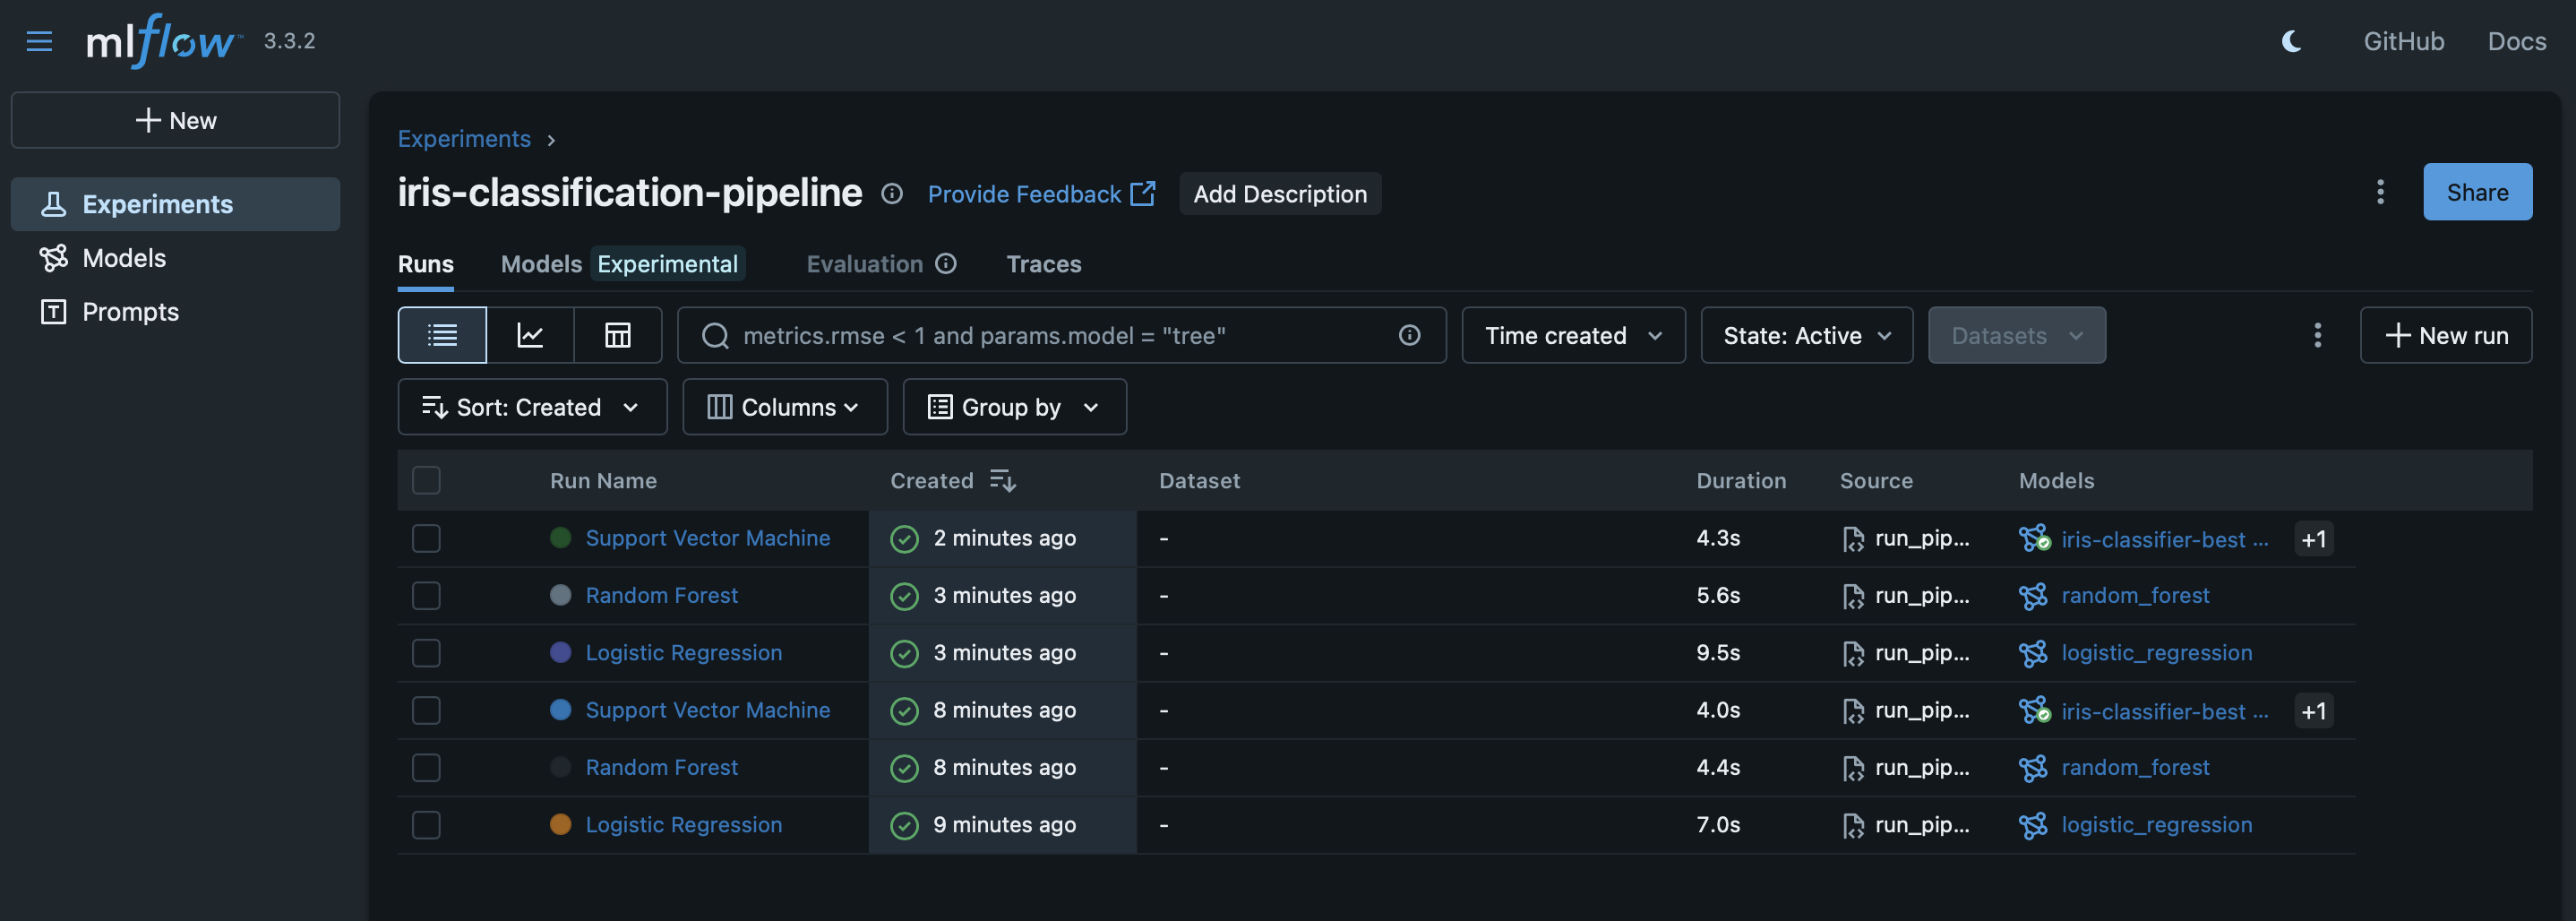 mlflow™ 3.3.2 GitHub Docs
+ New
Experiments
Models
Prompts
Experiments ›
iris-classification-pipeline Provide Feedback Add Description Share
Runs Models Experimental Evaluation Traces
metrics.rmse < 1 and params.model = "tree" Time created State: Active Datasets + New run
Sort: Created Columns Group by
Run Name Created Dataset Duration Source Models
Support Vector Machine 2 minutes ago - 4.3s run_pip... iris-classifier-best ... +1
Random Forest 3 minutes ago - 5.6s run_pip... random_forest
Logistic Regression 3 minutes ago - 9.5s run_pip... logistic_regression
Support Vector Machine 8 minutes ago - 4.0s run_pip... iris-classifier-best ... +1
Random Forest 8 minutes ago - 4.4s run_pip... random_forest
Logistic Regression 9 minutes ago - 7.0s run_pip... logistic_regression